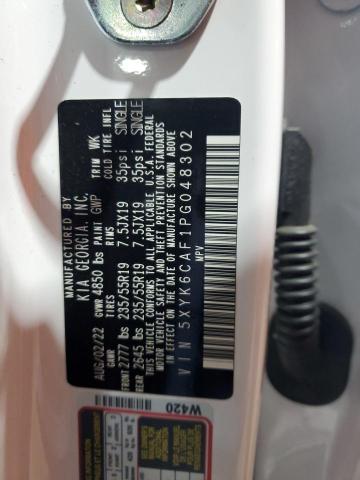 MANUFACTURED BY
KIA GEORGIA, INC.
AUG/02/22 PAINT: GWP TRIM WK
GVWR 4850 lbs
GAWR RIMS COLD TIRE INFL
FRONT 2777 lbs 235/55R19 7.5JX19 35psi SINGLE
REAR 2645 lbs 235/55R19 7.5JX19 35psi SINGLE
THIS VEHICLE CONFORMS TO ALL APPLICABLE U.S.A. FEDERAL
MOTOR VEHICLE SAFETY, BUMPER, AND THEFT PREVENTION STANDARDS
IN EFFECT ON THE DATE OF MANUFACTURE SHOWN ABOVE.
VIN 5XYK6CAF1PG048302
MPV
W420